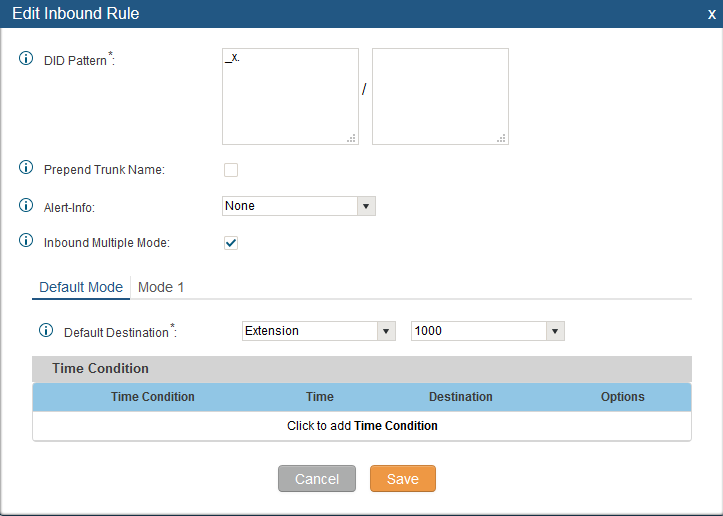 Edit Inbound Rule x
DID Pattern*: _x. /
Prepend Trunk Name:
Alert-Info: None
Inbound Multiple Mode:
Default Mode Mode 1
Default Destination*: Extension 1000
Time Condition
Time Condition Time Destination Options
Click to add Time Condition
Cancel Save